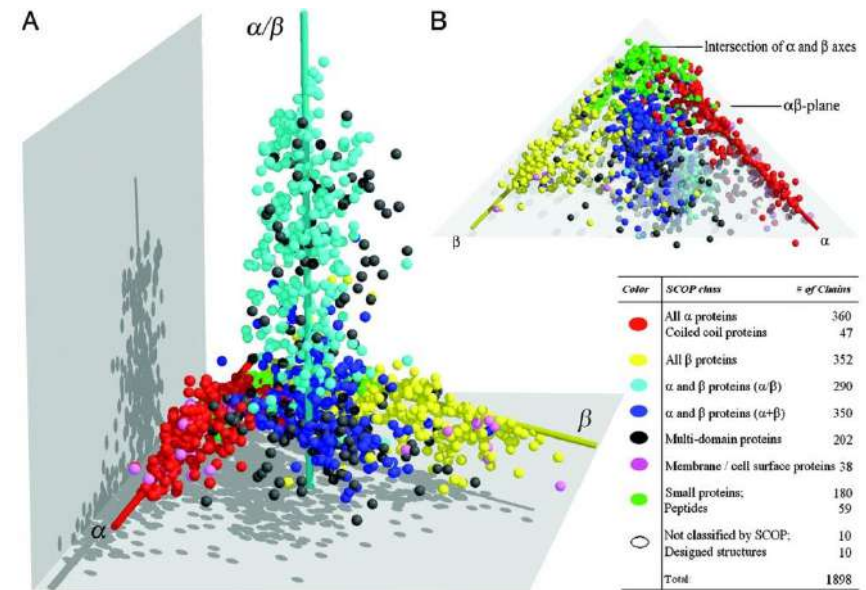 A
α/β
β
α
B
Intersection of α and β axes
αβ-plane
β
α
Color SCOP class # of Chains
All α proteins 360
Coiled coil proteins 47
All β proteins 352
α and β proteins (α/β) 290
α and β proteins (α+β) 350
Multi-domain proteins 202
Membrane / cell surface proteins 38
Small proteins; 180
Peptides 59
Not classified by SCOP; 10
Designed structures 10
Total 1898